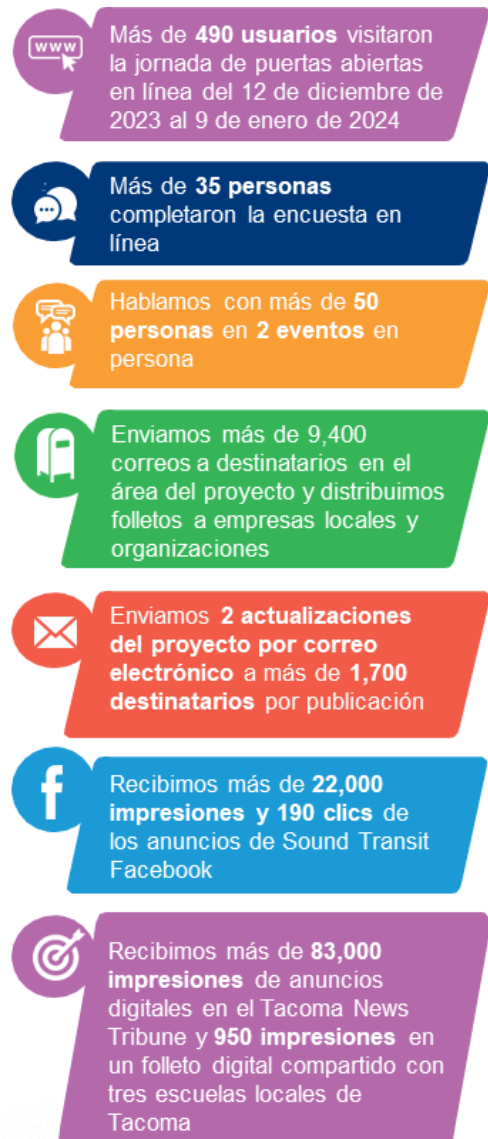 www
Más de 490 usuarios visitaron
la jornada de puertas abiertas
en línea del 12 de diciembre de
2023 al 9 de enero de 2024
Más de 35 personas
completaron la encuesta en
línea
Hablamos con más de 50
personas en 2 eventos en
persona
Enviamos más de 9,400
correos a destinatarios en el
área del proyecto y distribuimos
folletos a empresas locales y
organizaciones
Enviamos 2 actualizaciones
del proyecto por correo
electrónico a más de 1,700
destinatarios por publicación
f
Recibimos más de 22,000
impresiones y 190 clics de
los anuncios de Sound Transit
Facebook
Recibimos más de 83,000
impresiones de anuncios
digitales en el Tacoma News
Tribune y 950 impresiones en
un folleto digital compartido con
tres escuelas locales de
Tacoma